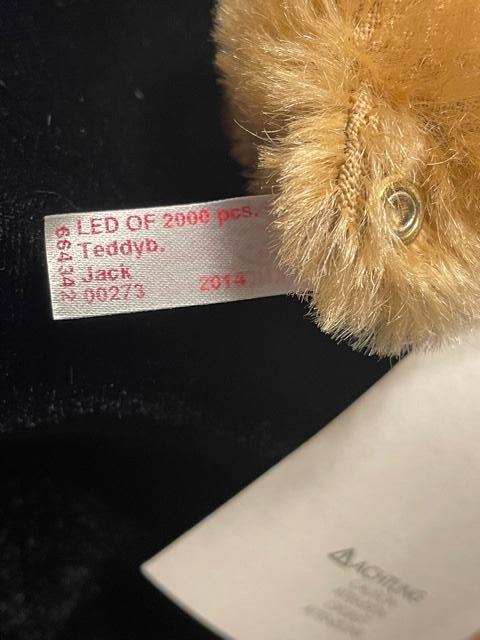 LED OF 2000 pcs.
Teddyb.
Jack
00273 2014
664342
ACHTUNG